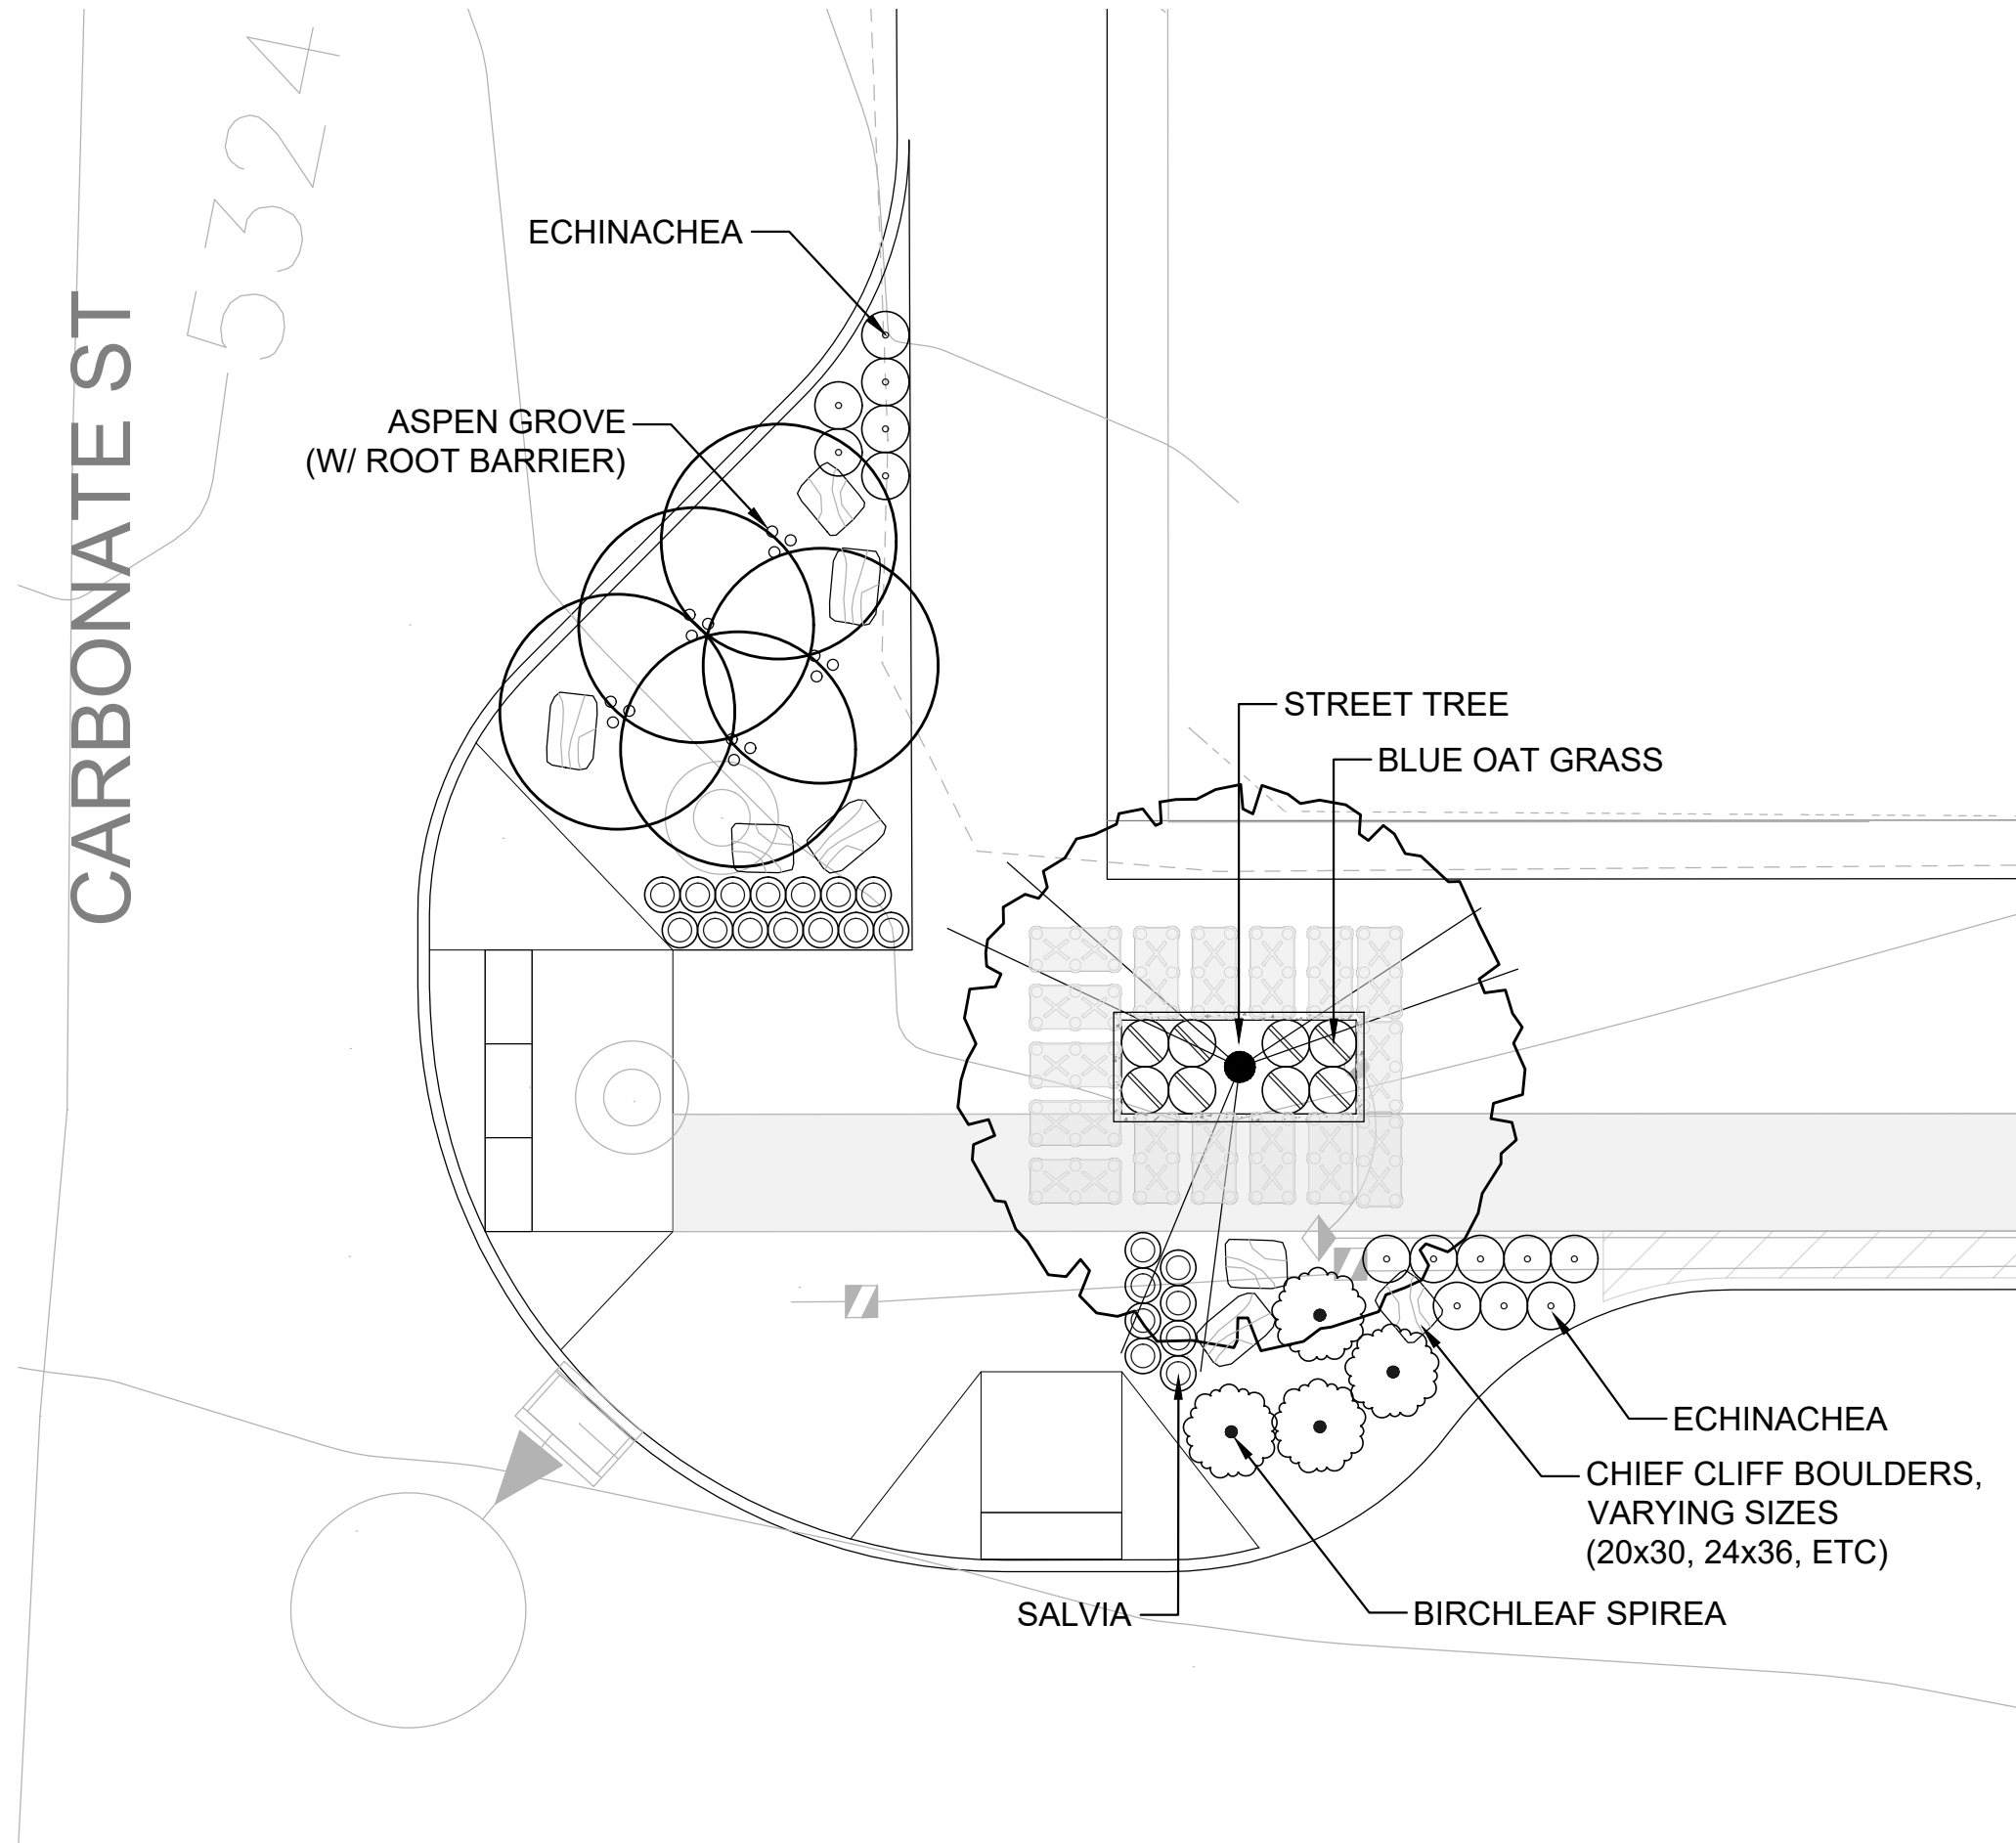 5324
ECHINACHEA
CARBONATE ST
ASPEN GROVE
(W/ ROOT BARRIER)
STREET TREE
BLUE OAT GRASS
ECHINACHEA
CHIEF CLIFF BOULDERS,
VARYING SIZES
(20x30, 24x36, ETC)
SALVIA
BIRCHLEAF SPIREA